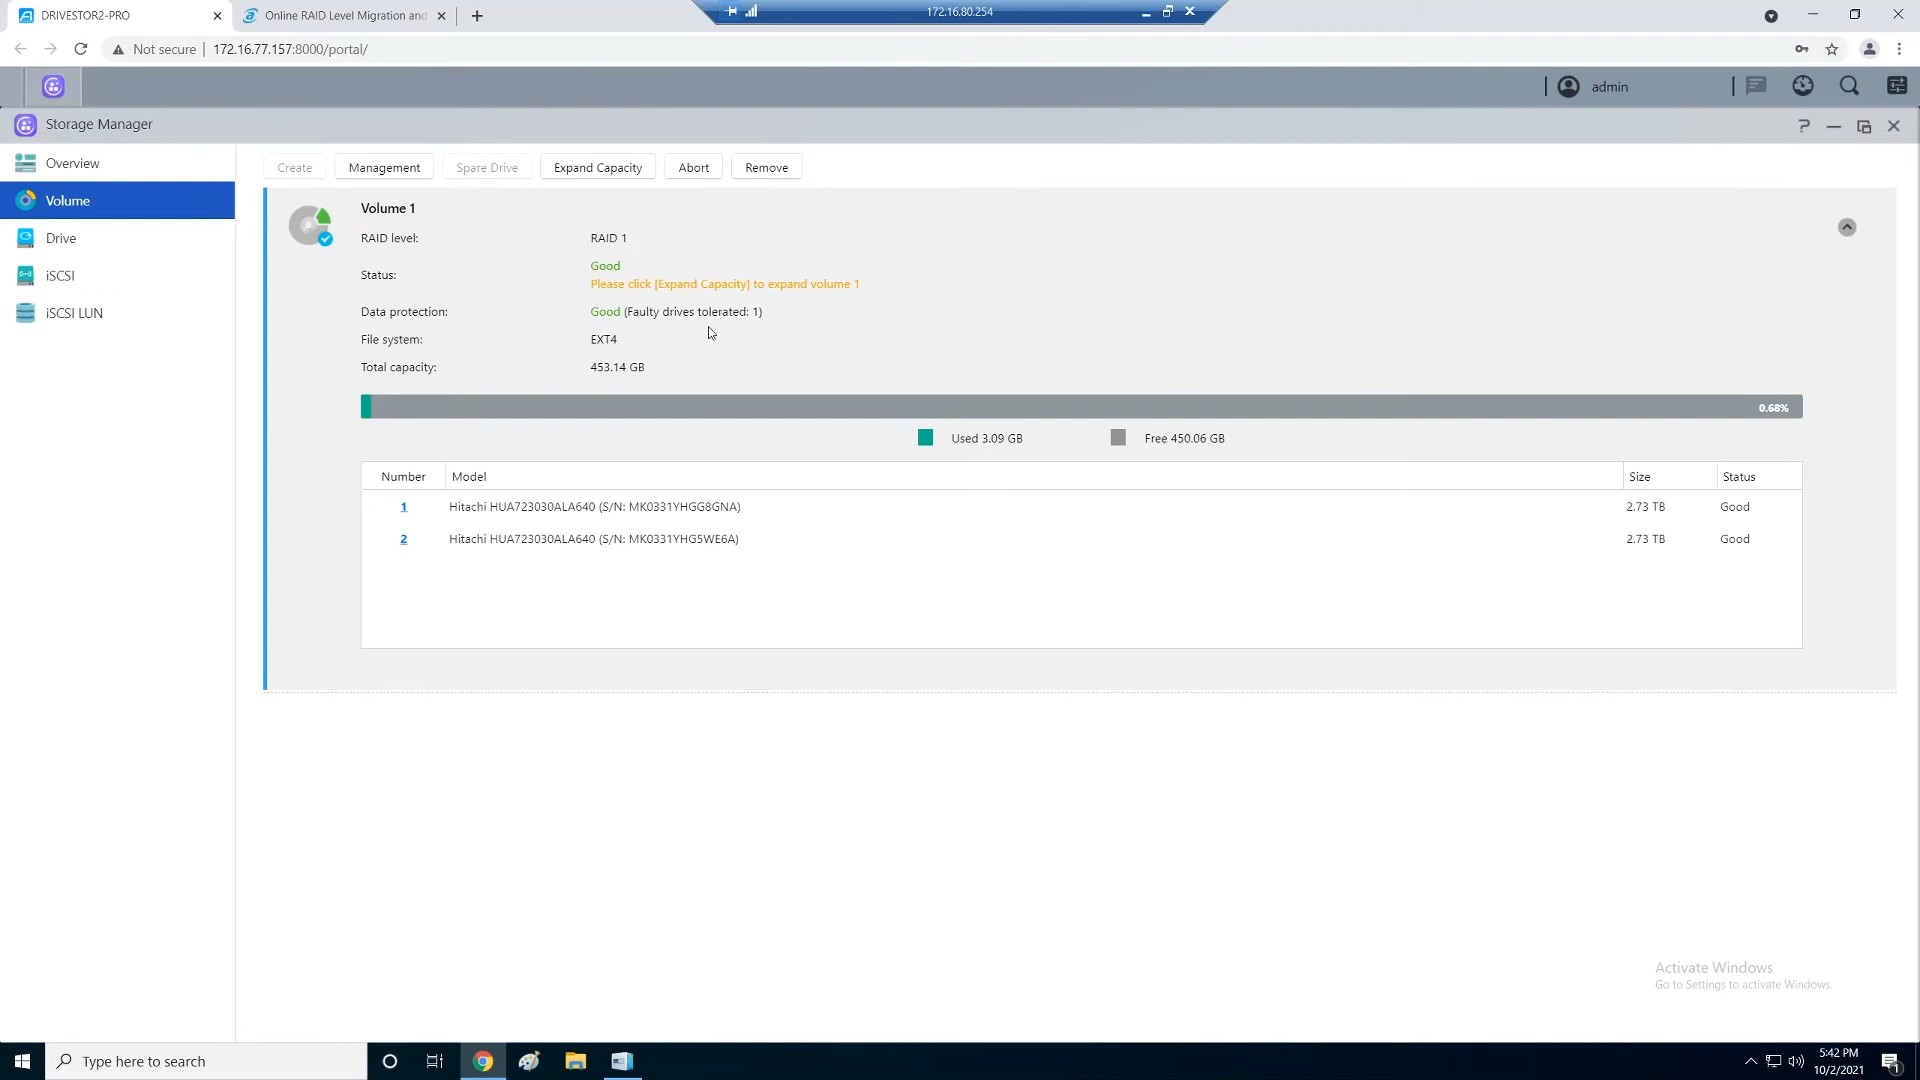 DRIVESTOR2-PRO
Online RAID Level Migration and
172.16.80.254
Not secure
172.16.77.157:8000/portal/
admin
Storage Manager
Overview
Volume
Drive
iSCSI
iSCSI LUN
Create
Management
Spare Drive
Expand Capacity
Abort
Remove
Volume 1
RAID level: RAID 1
Status: Good
Please click [Expand Capacity] to expand volume 1
Data protection: Good (Faulty drives tolerated: 1)
File system: EXT4
Total capacity: 453.14 GB
0.68%
Used 3.09 GB
Free 450.06 GB
Number Model Size Status
1 Hitachi HUA723030ALA640 (S/N: MK0331YHGG8GNA) 2.73 TB Good
2 Hitachi HUA723030ALA640 (S/N: MK0331YHG5WE6A) 2.73 TB Good
Activate Windows
Go to Settings to activate Windows.
Type here to search
5:42 PM
10/2/2021
1